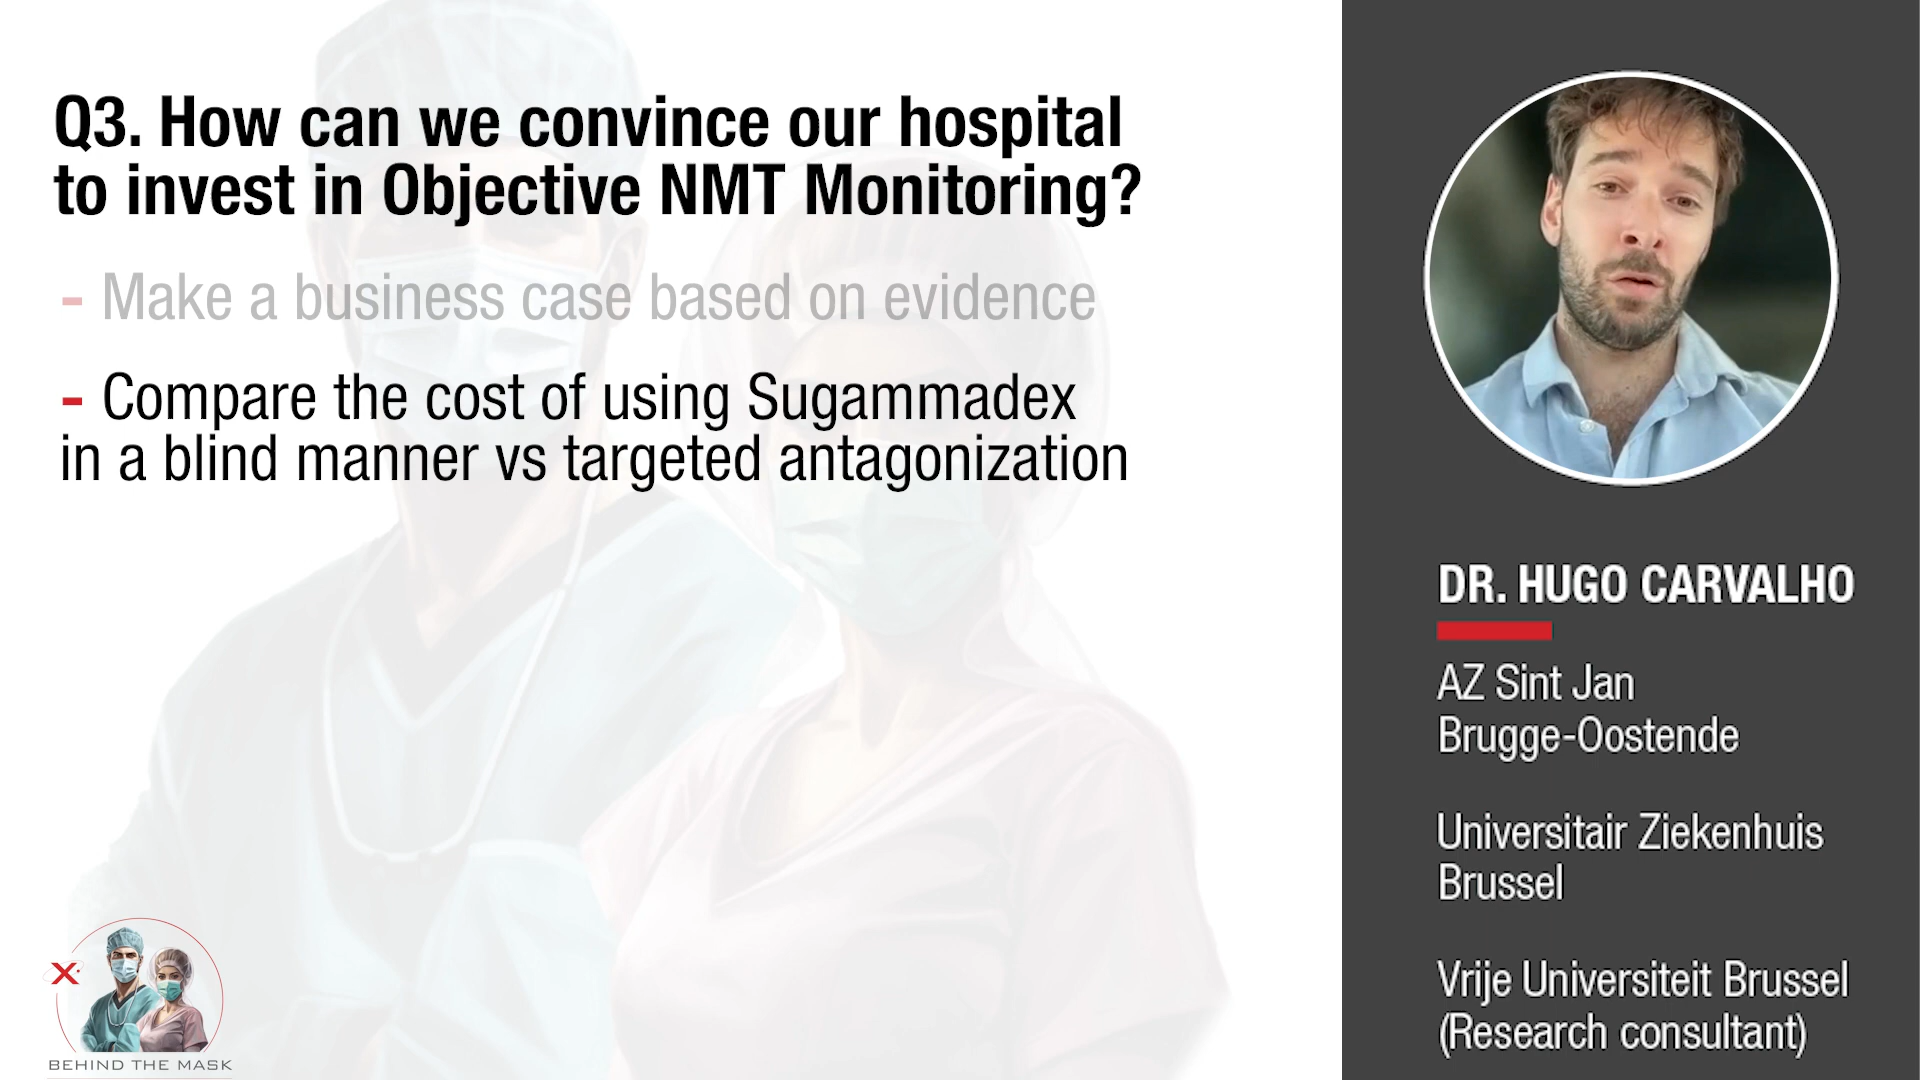 Q3. How can we convince our hospital
to invest in Objective NMT Monitoring?
- Make a business case based on evidence
- Compare the cost of using Sugammadex
in a blind manner vs targeted antagonization
DR. HUGO CARVALHO
AZ Sint Jan
Brugge-Oostende
Universitair Ziekenhuis
Brussel
Vrije Universiteit Brussel
(Research consultant)
X
BEHIND THE MASK